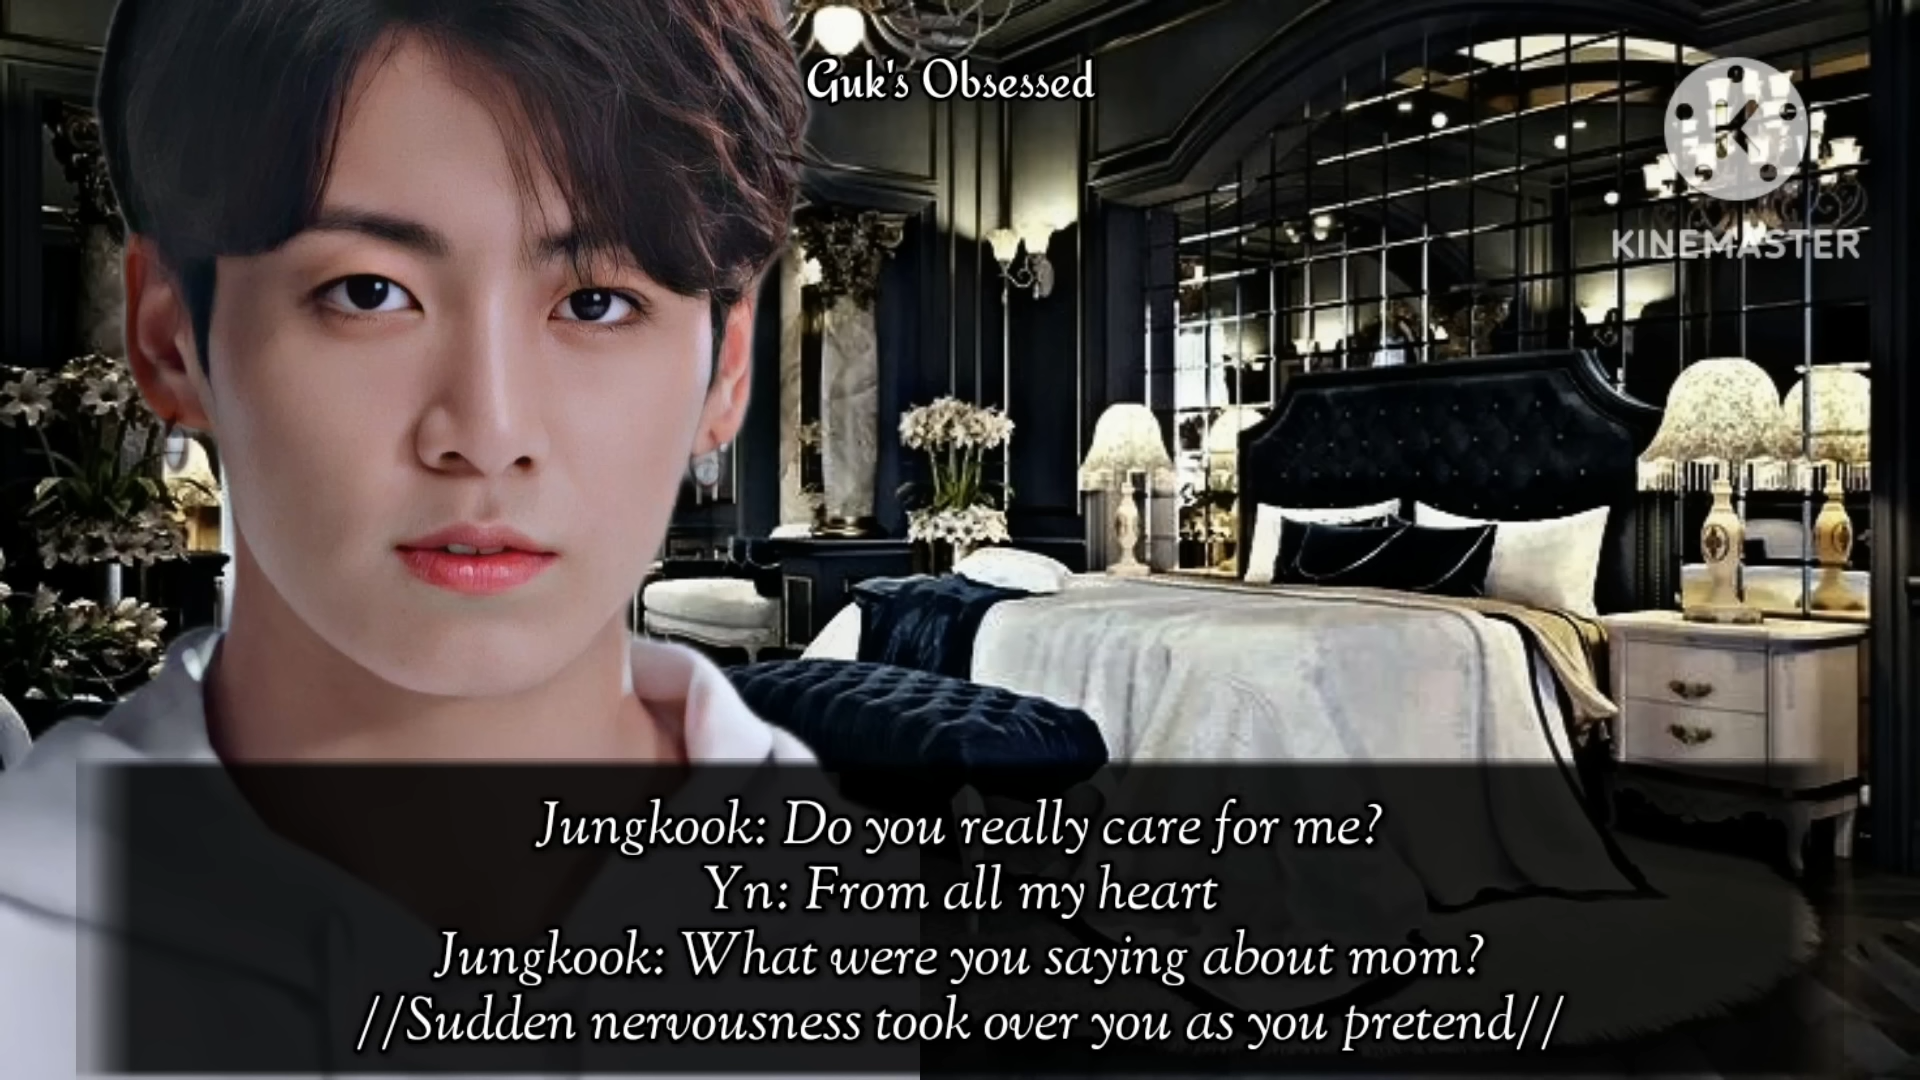 Guk's Obsessed
KINEMASTER
Jungkook: Do you really care for me?
Yn: From all my heart
Jungkook: What were you saying about mom?
//Sudden nervousness took over you as you pretend//